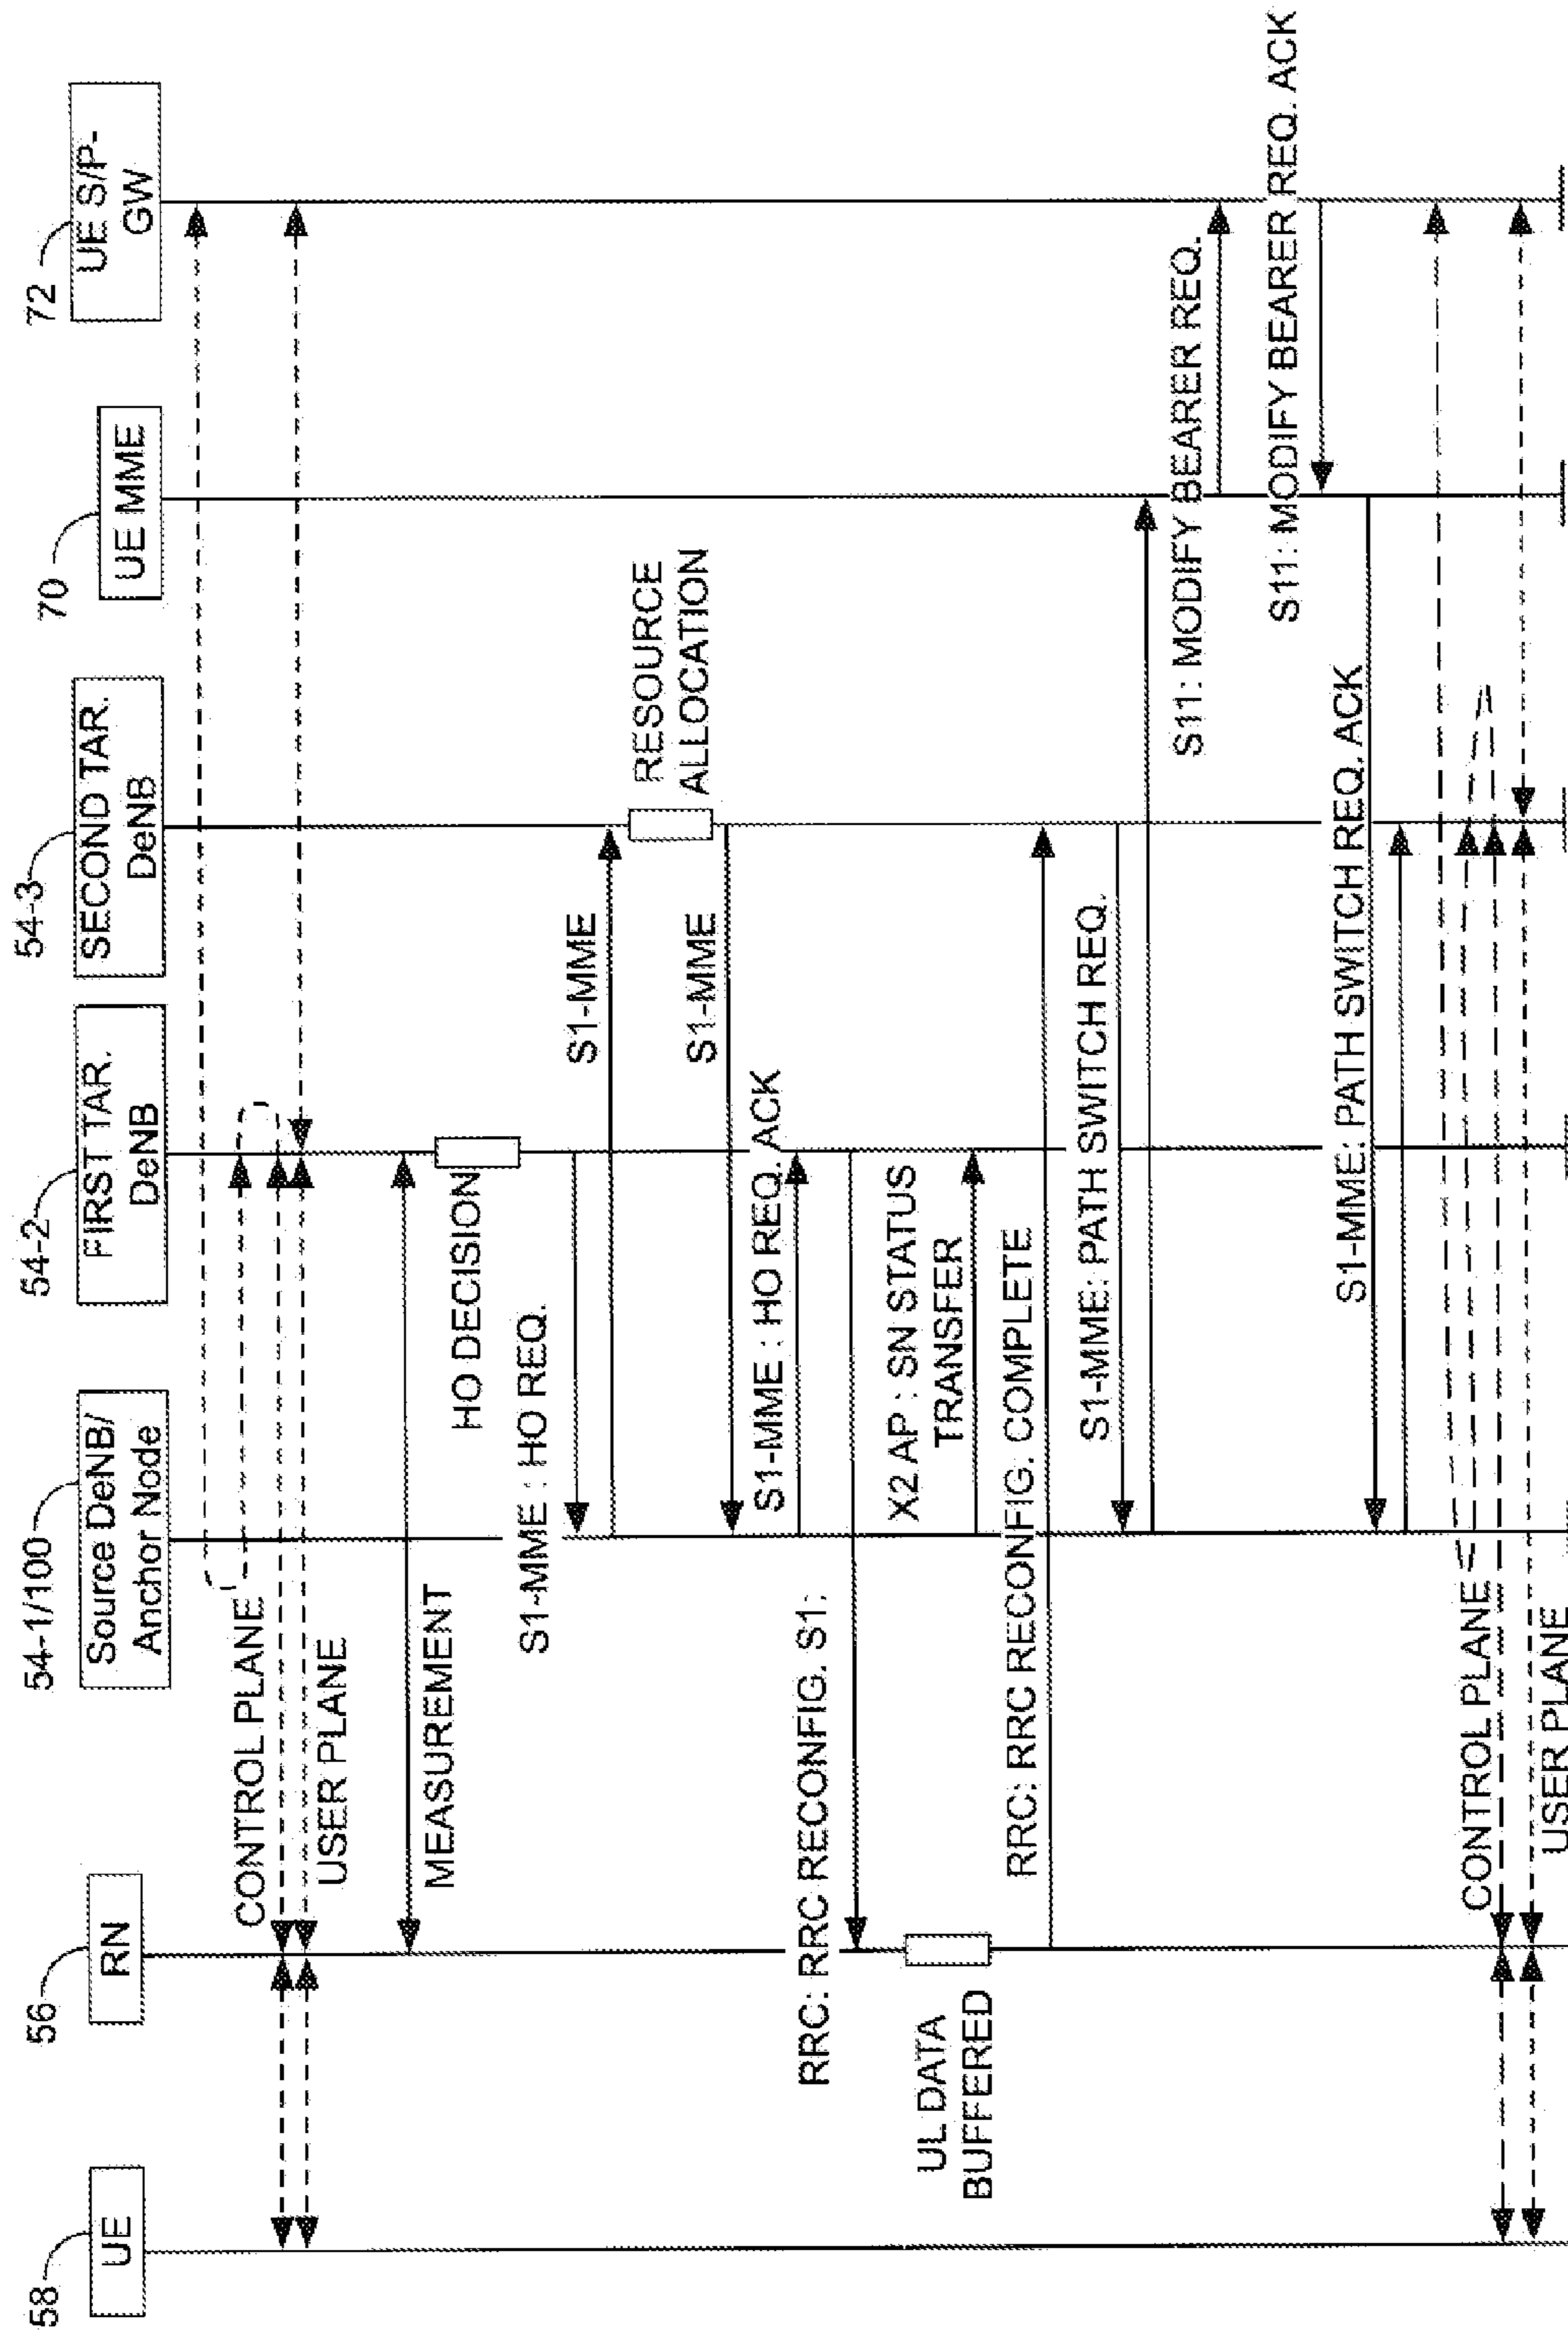 58
UE
56
RN
54-1/100
Source DeNB/
Anchor Node
54-2
FIRST TAR.
DeNB
54-3
SECOND TAR.
DeNB
70
UE MME
72
UE S/P-
GW
CONTROL PLANE
USER PLANE
MEASUREMENT
HO DECISION
S1-MME : HO REQ.
S1-MME
RESOURCE
ALLOCATION
S1-MME
S1-MME : HO REQ. ACK
RRC: RRC RECONFIG. S1:
X2 AP : SN STATUS
TRANSFER
UL DATA
BUFFERED
RRC: RRC RECONFIG. COMPLETE
S1-MME: PATH SWITCH REQ.
S11: MODIFY BEARER REQ.
S11: MODIFY BEARER REQ. ACK
S1-MME: PATH SWITCH REQ. ACK
CONTROL PLANE
USER PLANE